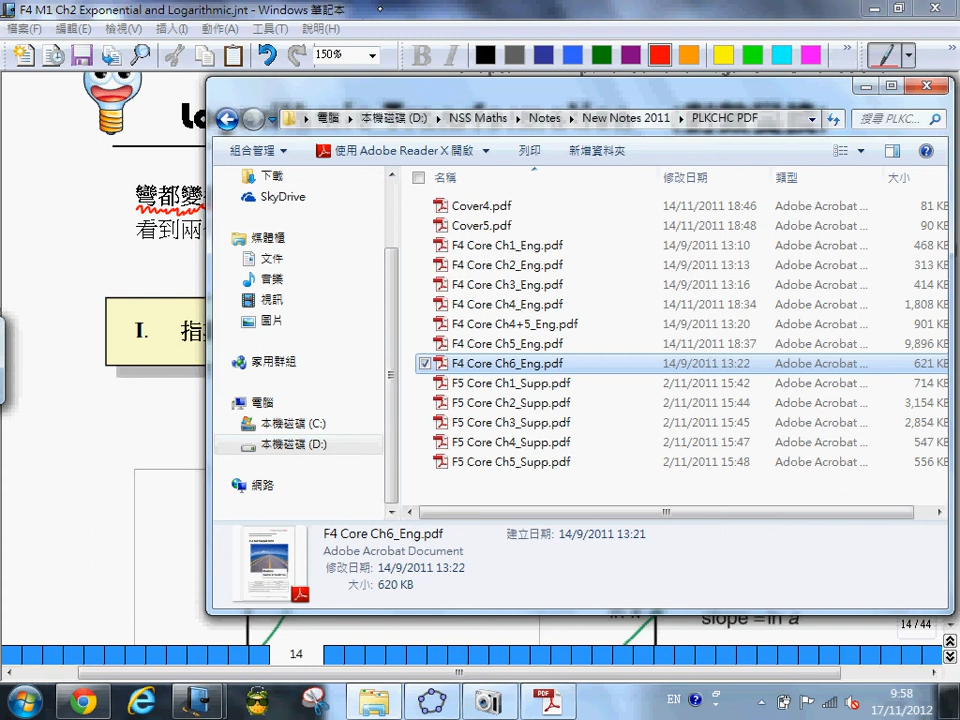 F4 M1 Ch2 Exponential and Logarithmic.jnt - Windows 筆記本
檔案(F) 編輯(E) 檢視(V) 插入(I) 動作(A) 工具(T) 說明(H)
150%
B I
電腦 本機磁碟 (D:) NSS Maths Notes New Notes 2011 PLKCHC PDF 搜尋 PLKC...
組合管理 使用 Adobe Reader X 開啟 列印 新增資料夾
名稱 修改日期 類型 大小
下載
SkyDrive
媒體櫃
文件
音樂
視訊
圖片
家用群組
電腦
本機磁碟 (C:)
本機磁碟 (D:)
網路
Cover4.pdf 14/11/2011 18:46 Adobe Acrobat ... 81 KB
Cover5.pdf 14/11/2011 18:48 Adobe Acrobat ... 90 KB
F4 Core Ch1_Eng.pdf 14/9/2011 13:10 Adobe Acrobat ... 468 KB
F4 Core Ch2_Eng.pdf 14/9/2011 13:13 Adobe Acrobat ... 313 KB
F4 Core Ch3_Eng.pdf 14/9/2011 13:16 Adobe Acrobat ... 414 KB
F4 Core Ch4_Eng.pdf 14/11/2011 18:34 Adobe Acrobat ... 1,808 KB
F4 Core Ch4+5_Eng.pdf 14/9/2011 13:20 Adobe Acrobat ... 901 KB
F4 Core Ch5_Eng.pdf 14/11/2011 18:37 Adobe Acrobat ... 9,896 KB
F4 Core Ch6_Eng.pdf 14/9/2011 13:22 Adobe Acrobat ... 621 KB
F5 Core Ch1_Supp.pdf 2/11/2011 15:42 Adobe Acrobat ... 714 KB
F5 Core Ch2_Supp.pdf 2/11/2011 15:44 Adobe Acrobat ... 3,154 KB
F5 Core Ch3_Supp.pdf 2/11/2011 15:45 Adobe Acrobat ... 2,854 KB
F5 Core Ch4_Supp.pdf 2/11/2011 15:47 Adobe Acrobat ... 547 KB
F5 Core Ch5_Supp.pdf 2/11/2011 15:48 Adobe Acrobat ... 556 KB
F4 Core Ch6_Eng.pdf 建立日期: 14/9/2011 13:21
Adobe Acrobat Document
修改日期: 14/9/2011 13:22
大小: 620 KB
彎都變
看到兩
I. 指
slope = ln a
14 / 44
14
EN
9:58
17/11/2012